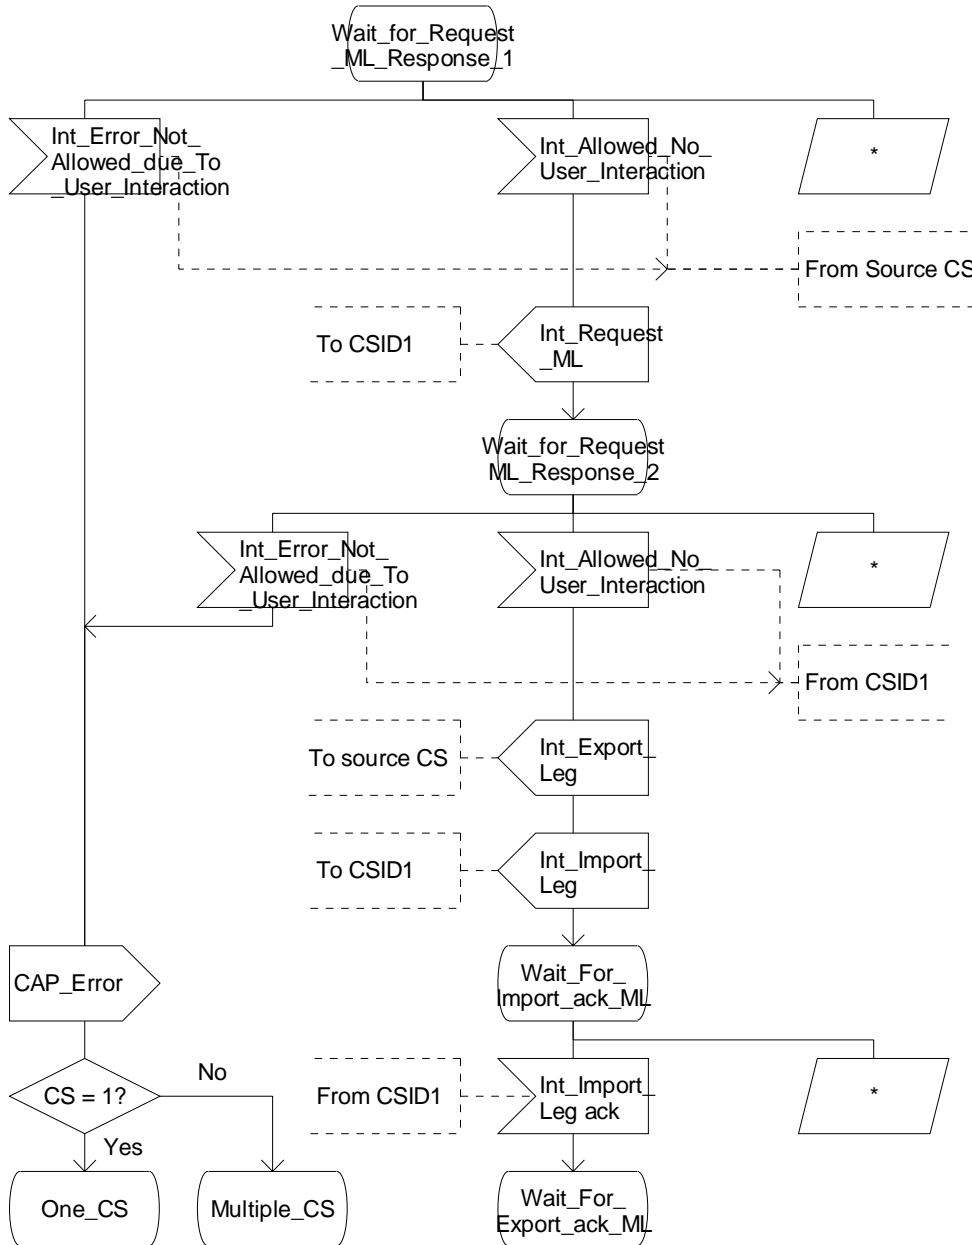 Wait_for_Request
_ML_Response_1
Int_Error_Not_
Allowed_due_To
_User_Interaction
Int_Allowed_No_
User_Interaction
*
From Source CS
To CSID1
Int_Request
_ML
Wait_for_Request
ML_Response_2
Int_Error_Not_
Allowed_due_To
_User_Interaction
Int_Allowed_No_
User_Interaction
*
From CSID1
To source CS
Int_Export_
Leg
To CSID1
Int_Import_
Leg
CAP_Error
Wait_For_
Import_ack_ML
CS = 1?
No
Yes
From CSID1
Int_Import_
Leg ack
*
One_CS
Multiple_CS
Wait_For_
Export_ack_ML